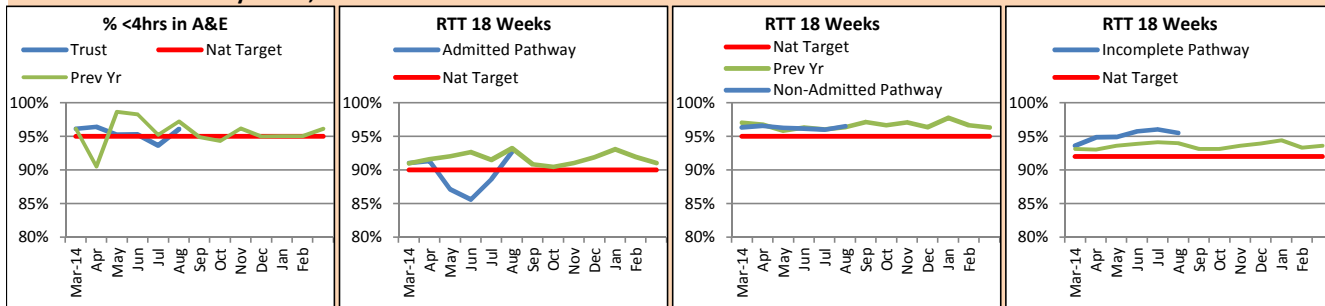 % <4hrs in A&E
Trust
Nat Target
Prev Yr
100%
95%
90%
85%
80%
Mar-14
Apr
May
Jun
Jul
Aug
Sep
Oct
Nov
Dec
Jan
Feb
RTT 18 Weeks
Admitted Pathway
Nat Target
100%
95%
90%
85%
80%
Mar-14
Apr
May
Jun
Jul
Aug
Sep
Oct
Nov
Dec
Jan
Feb
RTT 18 Weeks
Nat Target
Prev Yr
Non-Admitted Pathway
100%
95%
90%
85%
80%
Mar-14
Apr
May
Jun
Jul
Aug
Sep
Oct
Nov
Dec
Jan
Feb
RTT 18 Weeks
Incomplete Pathway
Nat Target
100%
95%
90%
85%
80%
Mar-14
Apr
May
Jun
Jul
Aug
Sep
Oct
Nov
Dec
Jan
Feb